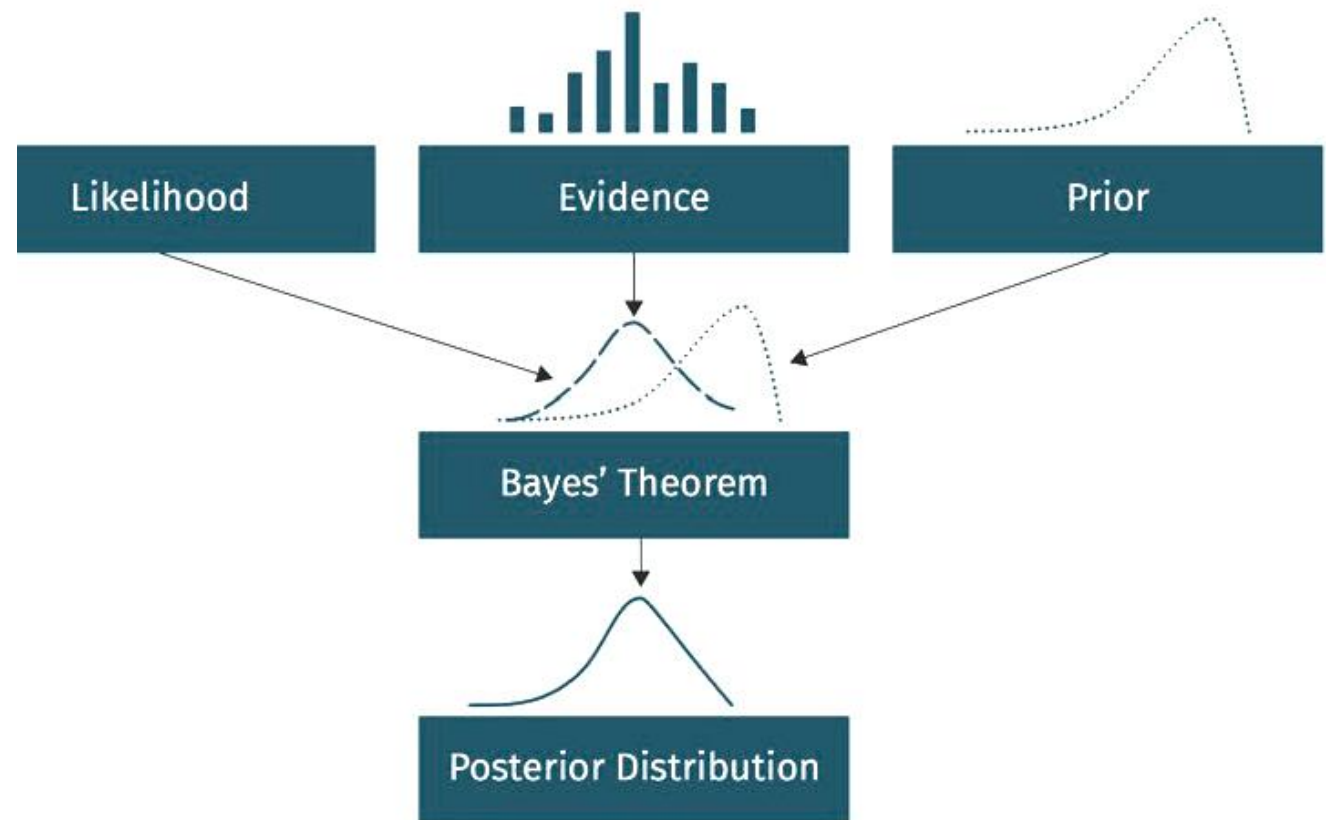 Likelihood
Evidence
Prior
Bayes’ Theorem
Posterior Distribution